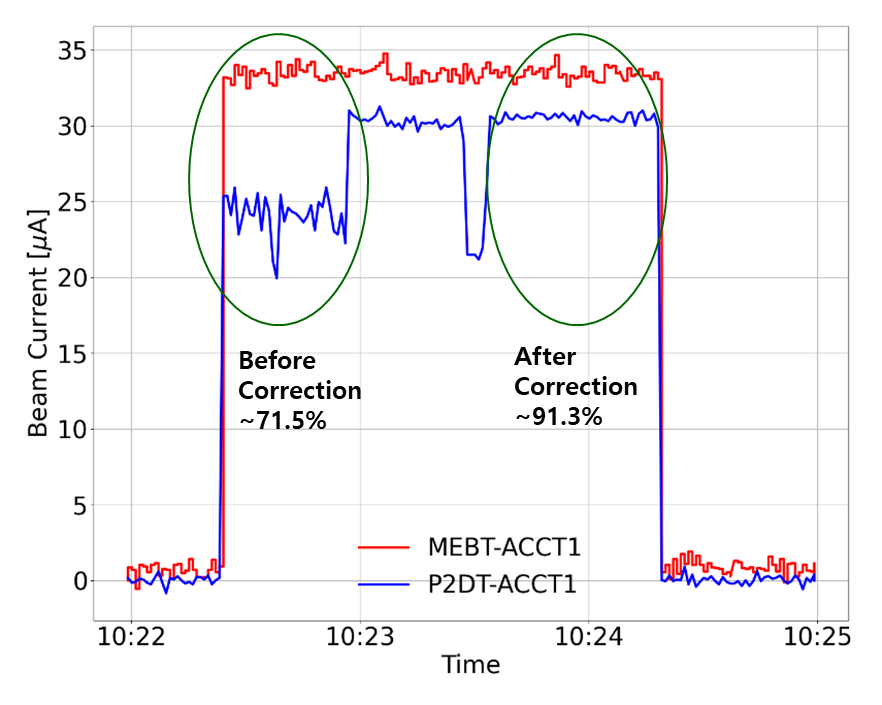 35
30
25
20
15
10
5
0
Beam Current [μA]
Before
Correction
~71.5%
After
Correction
~91.3%
MEBT-ACCT1
P2DT-ACCT1
10:22 10:23 10:24 10:25
Time